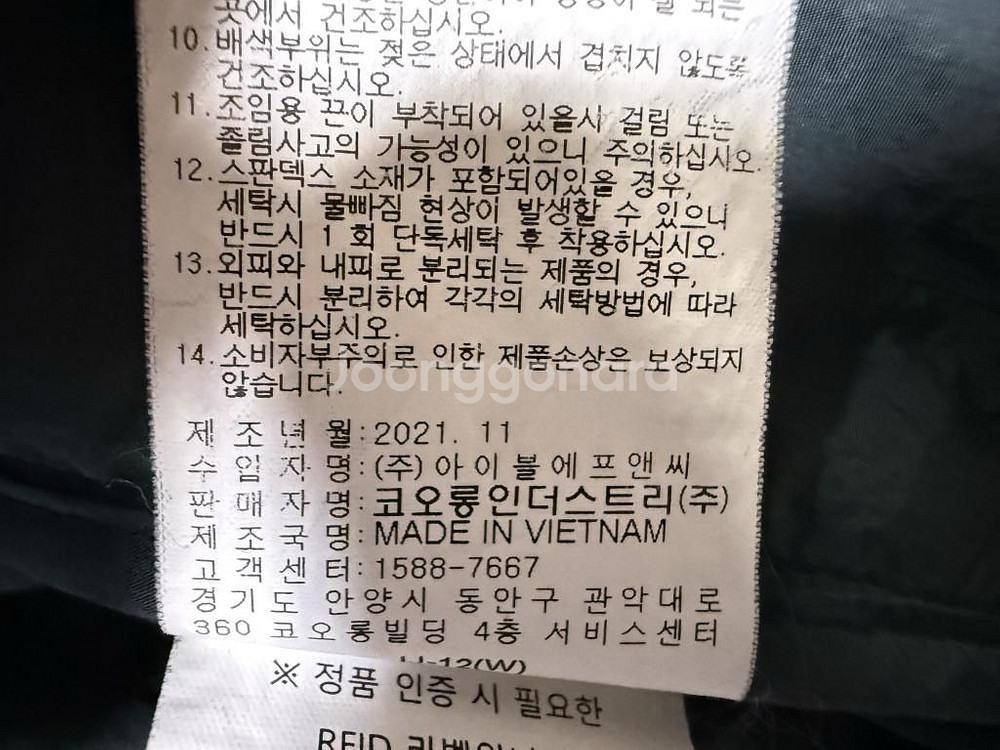 곳에서 건조하십시오.
10.배색부위는 젖은 상태에서 겹치지 않도록
건조하십시오.
11.조임용 끈이 부착되어 있을시 걸림 또는
졸림사고의 가능성이 있으니 주의하십시오.
12.스판덱스 소재가 포함되어있을 경우,
세탁시 물빠짐 현상이 발생할 수 있으니
반드시 1 회 단독세탁 후 착용하십시오.
13.외피와 내피로 분리되는 제품의 경우,
반드시 분리하여 각각의 세탁방법에 따라
세탁하십시오.
14.소비자부주의로 인한 제품손상은 보상되지
않습니다.
Joonggonara
제 조 년 월:2021. 11
수 입 자 명:(주)아이볼에프앤씨
판 매 자 명:코오롱인더스트리(주)
제 조 국 명:MADE IN VIETNAM
고 객 센 터:1588-7667
경기도 안양시 동안구 관악대로
360 코오롱빌딩 4층 서비스센터
※ 정품 인증 시 필요한
RFID